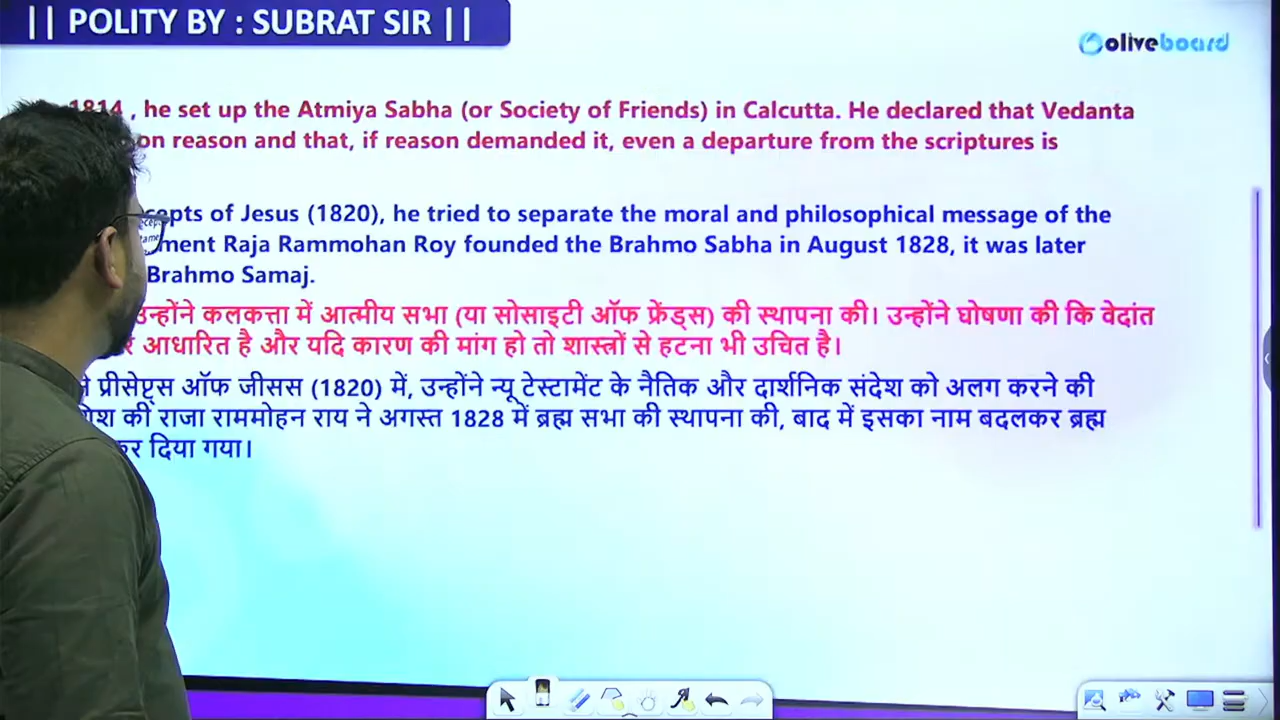 || POLITY BY : SUBRAT SIR ||
oliveboard
1814 , he set up the Atmiya Sabha (or Society of Friends) in Calcutta. He declared that Vedanta
on reason and that, if reason demanded it, even a departure from the scriptures is
of Jesus (1820), he tried to separate the moral and philosophical message of the
Raja Rammohan Roy founded the Brahmo Sabha in August 1828, it was later
Brahmo Samaj.
उन्होंने कलकत्ता में आत्मीय सभा (या सोसाइटी ऑफ फ्रेंड्स) की स्थापना की। उन्होंने घोषणा की कि वेदांत
आधारित है और यदि कारण की मांग हो तो शास्त्रों से हटना भी उचित है।
प्रीसेप्ट्स ऑफ जीसस (1820) में, उन्होंने न्यू टेस्टामेंट के नैतिक और दार्शनिक संदेश को अलग करने की
की राजा राममोहन राय ने अगस्त 1828 में ब्रह्म सभा की स्थापना की, बाद में इसका नाम बदलकर ब्रह्म
कर दिया गया।